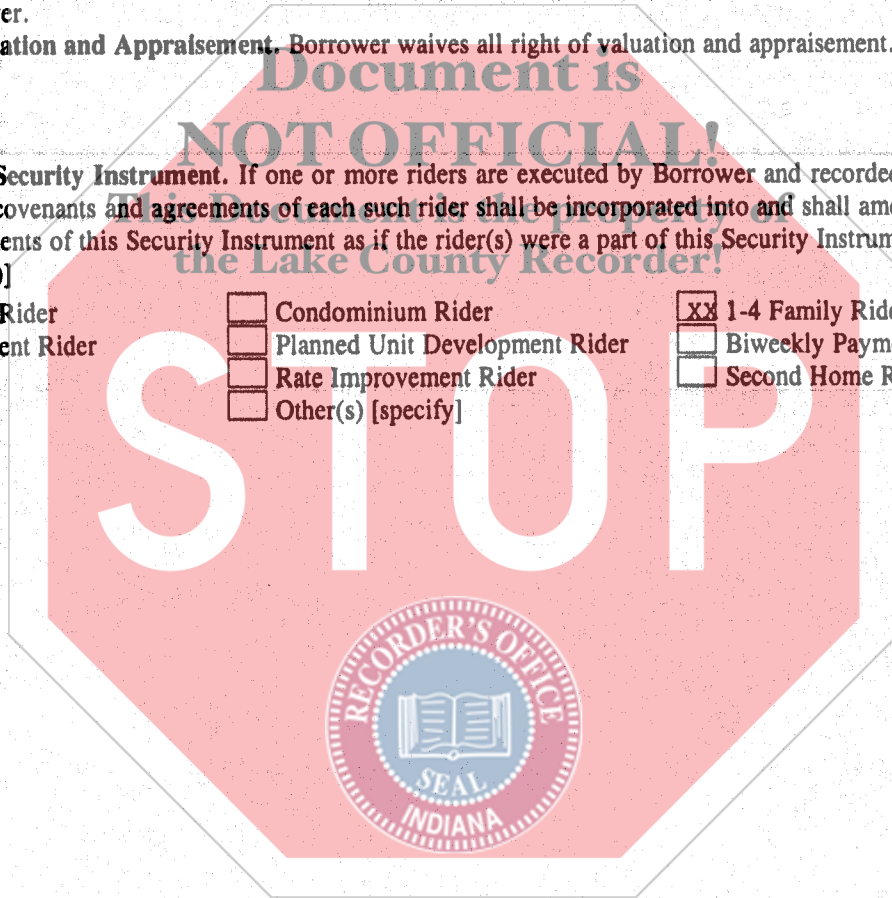 er.
ation and Appraisement. Borrower waives all right of valuation and appraisement.
Document is
NOT OFFICIAL!
Security Instrument. If one or more riders are executed by Borrower and recorded
covenants and agreements of each such rider shall be incorporated into and shall ame
This Document is the property of
ents of this Security Instrument as if the rider(s) were a part of this Security Instrum
the Lake County Recorder!
)]
Rider Condominium Rider XX 1-4 Family Ride
ent Rider Planned Unit Development Rider Biweekly Payme
Rate Improvement Rider Second Home R
Other(s) [specify]
STOP
RECORDER'S OFFICE
SEAL
INDIANA